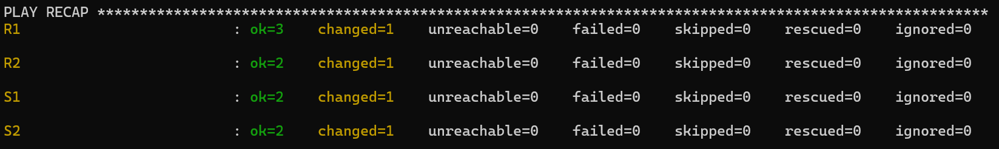 PLAY RECAP *********************************************************************************************************
R1                         : ok=3    changed=1    unreachable=0    failed=0    skipped=0    rescued=0    ignored=0
R2                         : ok=2    changed=1    unreachable=0    failed=0    skipped=0    rescued=0    ignored=0
S1                         : ok=2    changed=1    unreachable=0    failed=0    skipped=0    rescued=0    ignored=0
S2                         : ok=2    changed=1    unreachable=0    failed=0    skipped=0    rescued=0    ignored=0